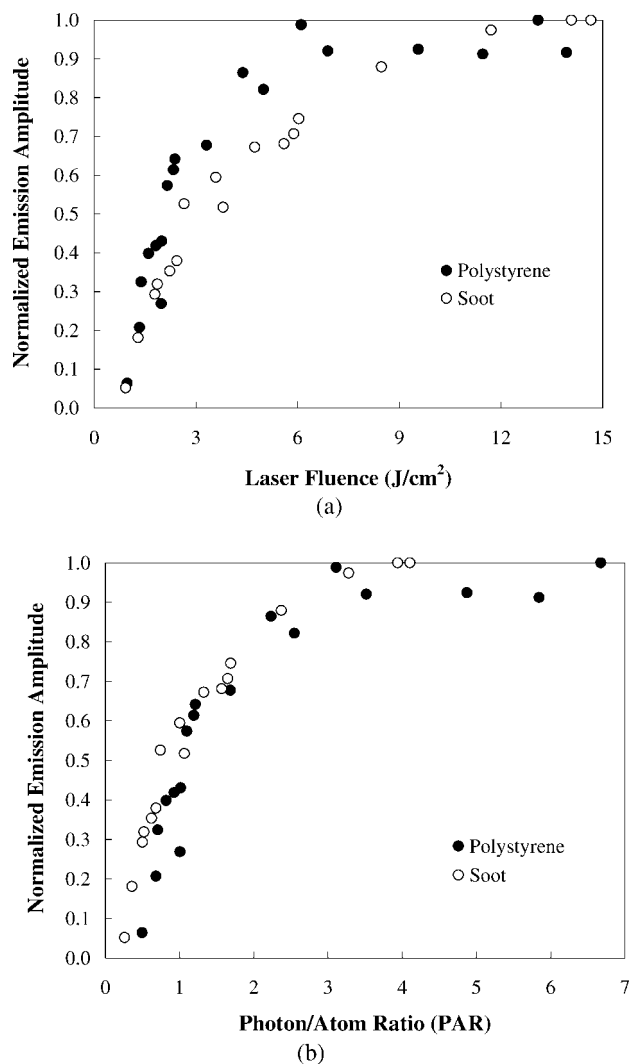 1.0
0.9
0.8
0.7
0.6
0.5
0.4
0.3
0.2
0.1
0.0
Normalized Emission Amplitude
Polystyrene
Soot
0 3 6 9 12 15
Laser Fluence (J/cm²)
(a)
1.0
0.9
0.8
0.7
0.6
0.5
0.4
0.3
0.2
0.1
0.0
Normalized Emission Amplitude
Polystyrene
Soot
0 1 2 3 4 5 6 7
Photon/Atom Ratio (PAR)
(b)